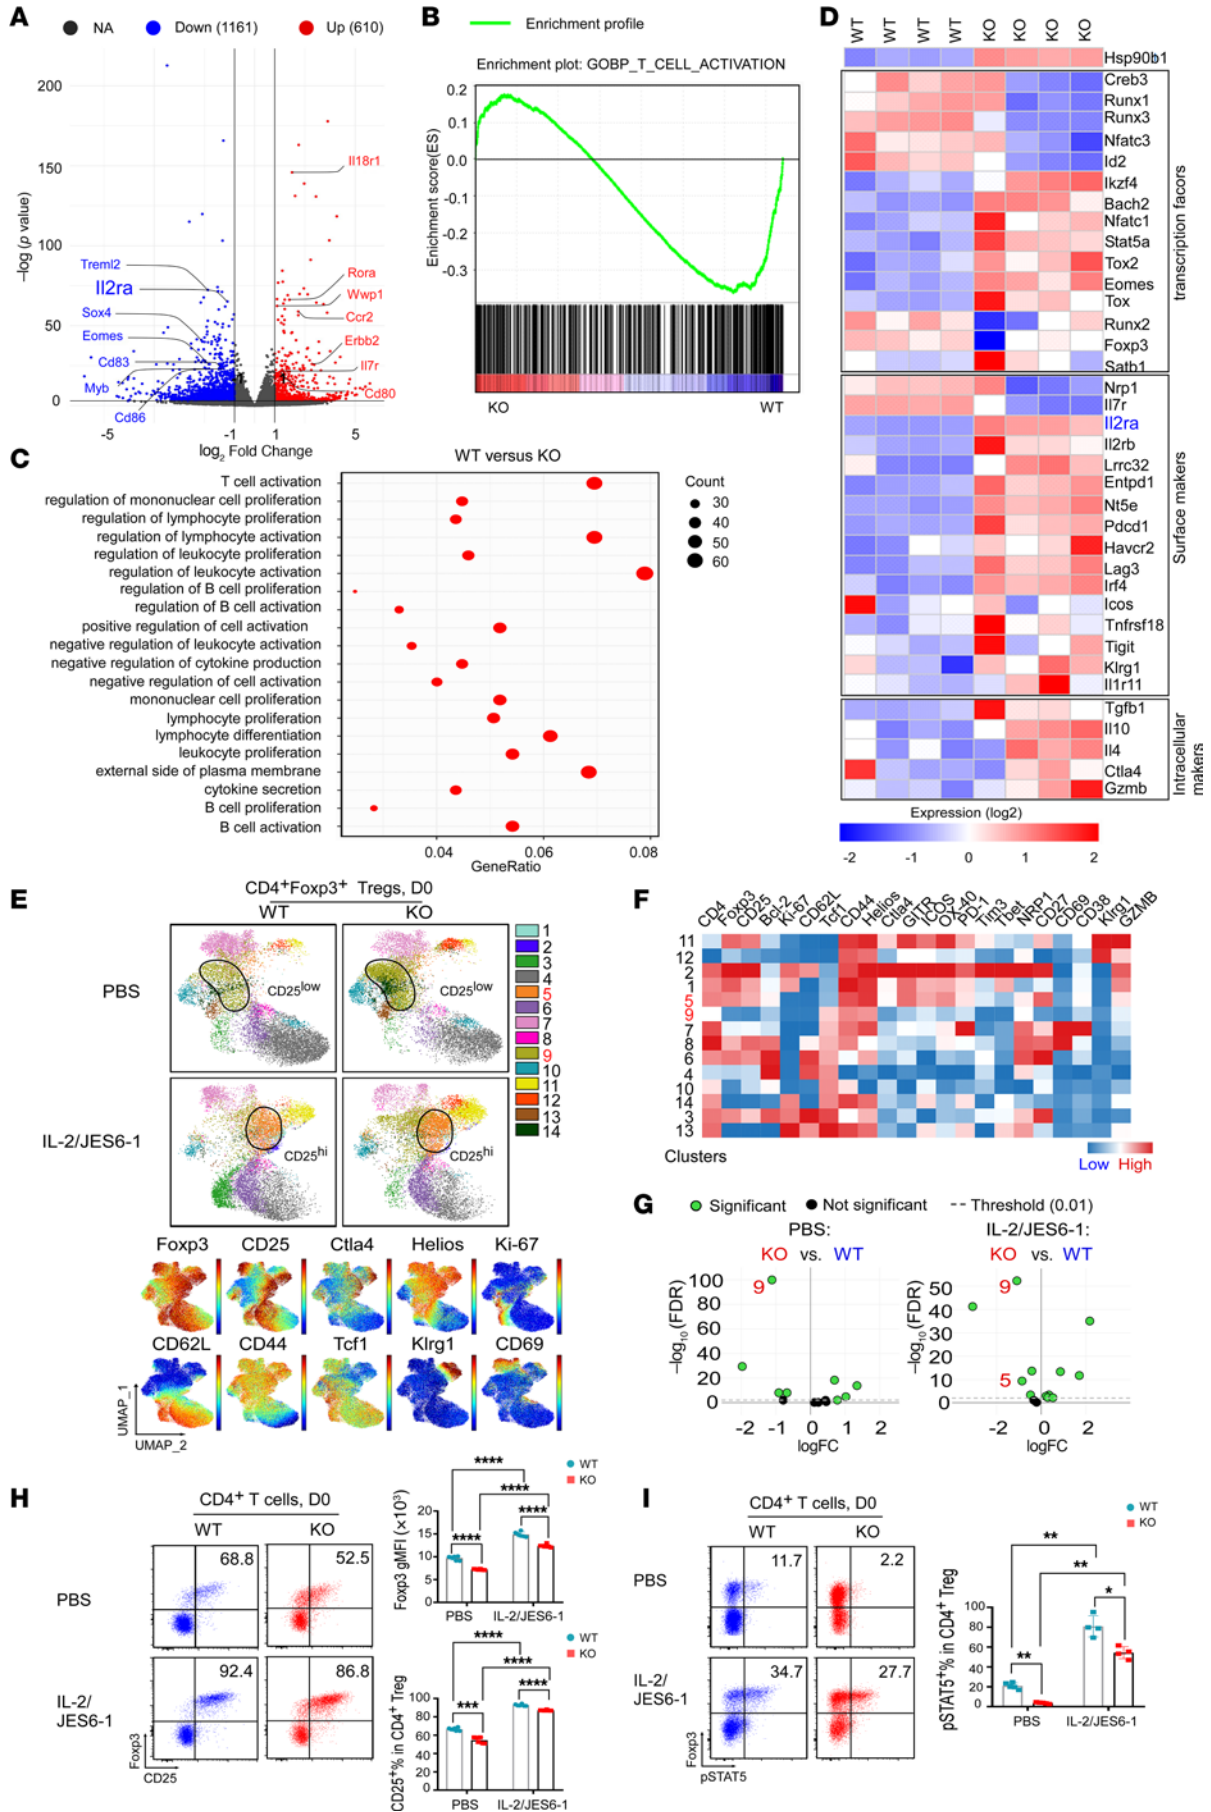 A
NA
Down (1161)
Up (610)
200
150
100
50
0
–log (p value)
Il18r1
Treml2
Il2ra
Sox4
Eomes
Cd83
Myb
Cd86
Rora
Wwp1
Ccr2
Erbb2
Il7r
Cd80
-5
-1
1
5
log2 Fold Change
B
Enrichment profile
Enrichment plot: GOBP_T_CELL_ACTIVATION
Enrichment score(ES)
0.2
0.1
0.0
-0.1
-0.2
-0.3
KO
WT
C
WT versus KO
T cell activation
regulation of mononuclear cell proliferation
regulation of lymphocyte proliferation
regulation of lymphocyte activation
regulation of leukocyte proliferation
regulation of leukocyte activation
regulation of B cell proliferation
regulation of B cell activation
positive regulation of cell activation
negative regulation of leukocyte activation
negative regulation of cytokine production
negative regulation of cell activation
mononuclear cell proliferation
lymphocyte proliferation
lymphocyte differentiation
leukocyte proliferation
external side of plasma membrane
cytokine secretion
B cell proliferation
B cell activation
0.04
0.06
0.08
GeneRatio
Count
30
40
50
60
D
WT
WT
WT
WT
KO
KO
KO
KO
Hsp90b1
Creb3
Runx1
Runx3
Nfatc3
Id2
Ikzf4
Bach2
Nfatc1
Stat5a
Tox2
Eomes
Tox
Runx2
Foxp3
Satb1
transcription facors
Nrp1
Il7r
Il2ra
Il2rb
Lrrc32
Entpd1
Nt5e
Pdcd1
Havcr2
Lag3
Irf4
Icos
Tnfrsf18
Tigit
Klrg1
Il1r11
Surface makers
Tgfb1
Il10
Il4
Ctla4
Gzmb
Intracellular makers
Expression (log2)
-2
-1
0
1
2
E
CD4+Foxp3+ Tregs, D0
WT
KO
PBS
CD25low
CD25low
IL-2/JES6-1
CD25hi
CD25hi
1
2
3
4
5
6
7
8
9
10
11
12
13
14
Foxp3
CD25
Ctla4
Helios
Ki-67
CD62L
CD44
Tcf1
Klrg1
CD69
UMAP_1
UMAP_2
F
CD4
Foxp3
CD25
Bcl-2
Ki-67
CD62L
Tcf1
CD44
Helios
Ctla4
GITR
ICOS
OX-40
PD-1
Tim3
Tbet
NRP1
CD27
CD69
CD38
Klrg1
GZMB
11
12
2
1
5
9
7
8
6
4
10
14
3
13
Clusters
Low
High
G
Significant
Not significant
Threshold (0.01)
PBS:
KO vs. WT
–log10(FDR)
100
80
60
40
20
0
9
-2
-1
0
1
2
logFC
IL-2/JES6-1:
KO vs. WT
–log10(FDR)
50
40
30
20
10
0
9
5
-2
0
2
logFC
H
CD4+ T cells, D0
WT
KO
PBS
68.8
52.5
IL-2/
JES6-1
92.4
86.8
Foxp3
CD25
WT
KO
Foxp3 gMFI (×10³)
20
15
10
5
0
****
****
****
****
PBS
IL-2/JES6-1
WT
KO
CD25+% in CD4+ Treg
100
80
60
40
20
0
****
****
***
****
PBS
IL-2/JES6-1
I
CD4+ T cells, D0
WT
KO
PBS
11.7
2.2
IL-2/
JES6-1
34.7
27.7
Foxp3
pSTAT5
WT
KO
pSTAT5+% in CD4+ Treg
100
80
60
40
20
0
**
**
**
*
PBS
IL-2/JES6-1